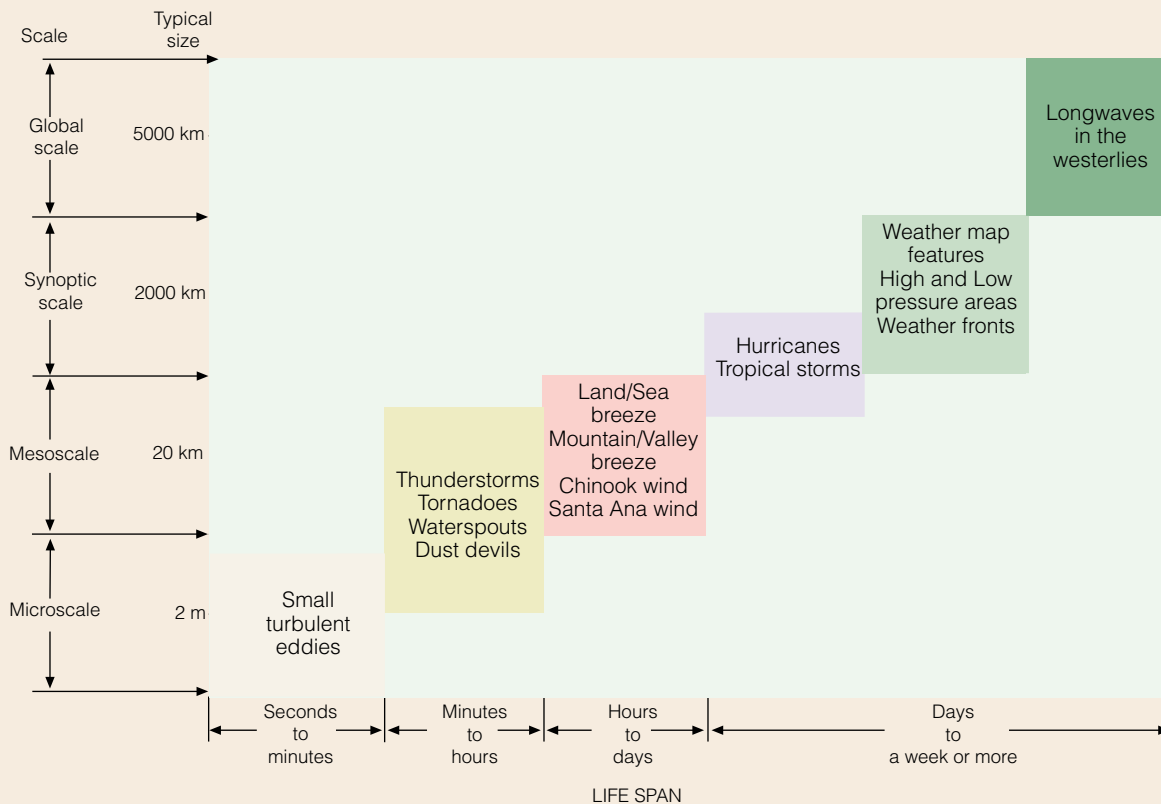 Scale
Typical
size
Global
scale
5000 km
Longwaves
in the
westerlies
Synoptic
scale
2000 km
Weather map
features
High and Low
pressure areas
Weather fronts
Hurricanes
Tropical storms
Mesoscale
20 km
Land/Sea
breeze
Mountain/Valley
breeze
Chinook wind
Santa Ana wind
Thunderstorms
Tornadoes
Waterspouts
Dust devils
Microscale
2 m
Small
turbulent
eddies
Seconds
to
minutes
Minutes
to
hours
Hours
to
days
Days
to
a week or more
LIFE SPAN